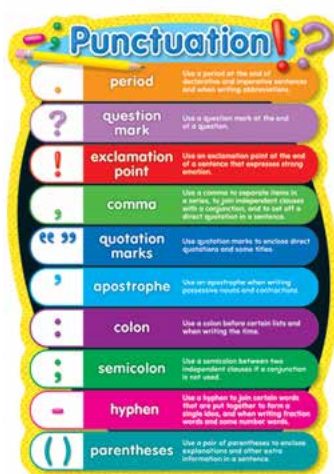 Punctuation!,?
.
period
Use a period at the end of
declarative and imperative sentences
and when writing abbreviations.
?
question
mark
Use a question mark at the end
of a question.
!
exclamation
point
Use an exclamation point at the end
of a sentence that expresses strong
emotion.
,
comma
Use a comma to separate items in
a series, to join independent clauses
with a conjunction, and to set off a
direct quotation in a sentence.
“ ”
quotation
marks
Use quotation marks to enclose direct
quotations and some titles.
’
apostrophe
Use an apostrophe when writing
possessive nouns and contractions.
:
colon
Use a colon before certain lists and
when writing the time.
;
semicolon
Use a semicolon between two
independent clauses if a conjunction
is not used.
-
hyphen
Use a hyphen to join certain words
that are put together to form a
single idea, and when writing fraction
words and some number words.
( )
parentheses
Use a pair of parentheses to enclose
explanations and other extra
information in a sentence.